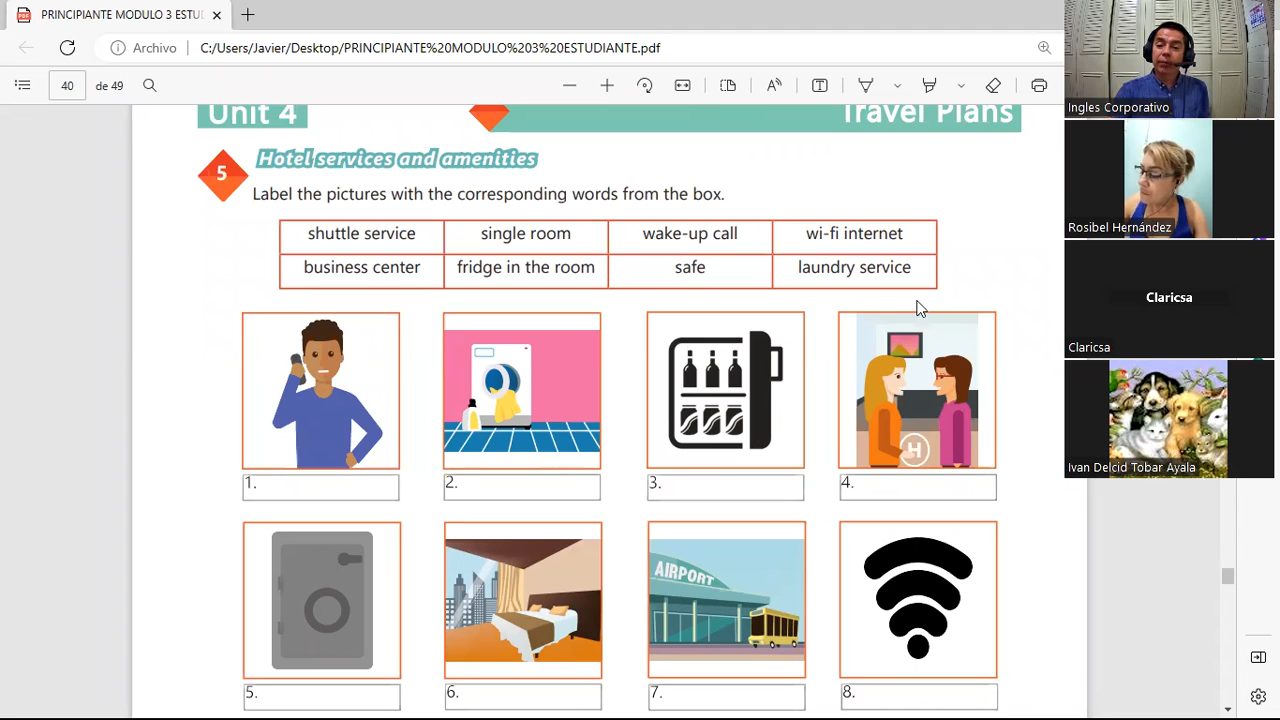 PRINCIPIANTE MODULO 3 ESTU
Archivo
C:/Users/Javier/Desktop/PRINCIPIANTE%20MODULO%203%20ESTUDIANTE.pdf
40 de 49
Unit 4
Travel Plans
5
Hotel services and amenities
Label the pictures with the corresponding words from the box.
shuttle service single room wake-up call wi-fi internet
business center fridge in the room safe laundry service
H
1. 2. 3. 4.
AIRPORT
5. 6. 7. 8.
Ingles Corporativo
Rosibel Hernández
Claricsa
Claricsa
Ivan Delcid Tobar Ayala